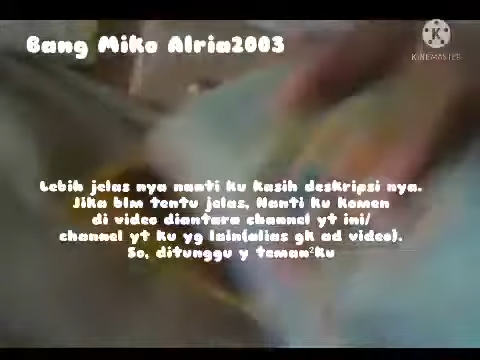 Bang Miko Alria2003
KINEMASTER
Lebih jelas nya nanti ku kasih deskripsi nya.
Jika blm tentu jelas, Nanti ku komen
di video diantara channel yt ini/
channel yt ku yg lain(alias gk ad video).
So, ditunggu y teman²ku